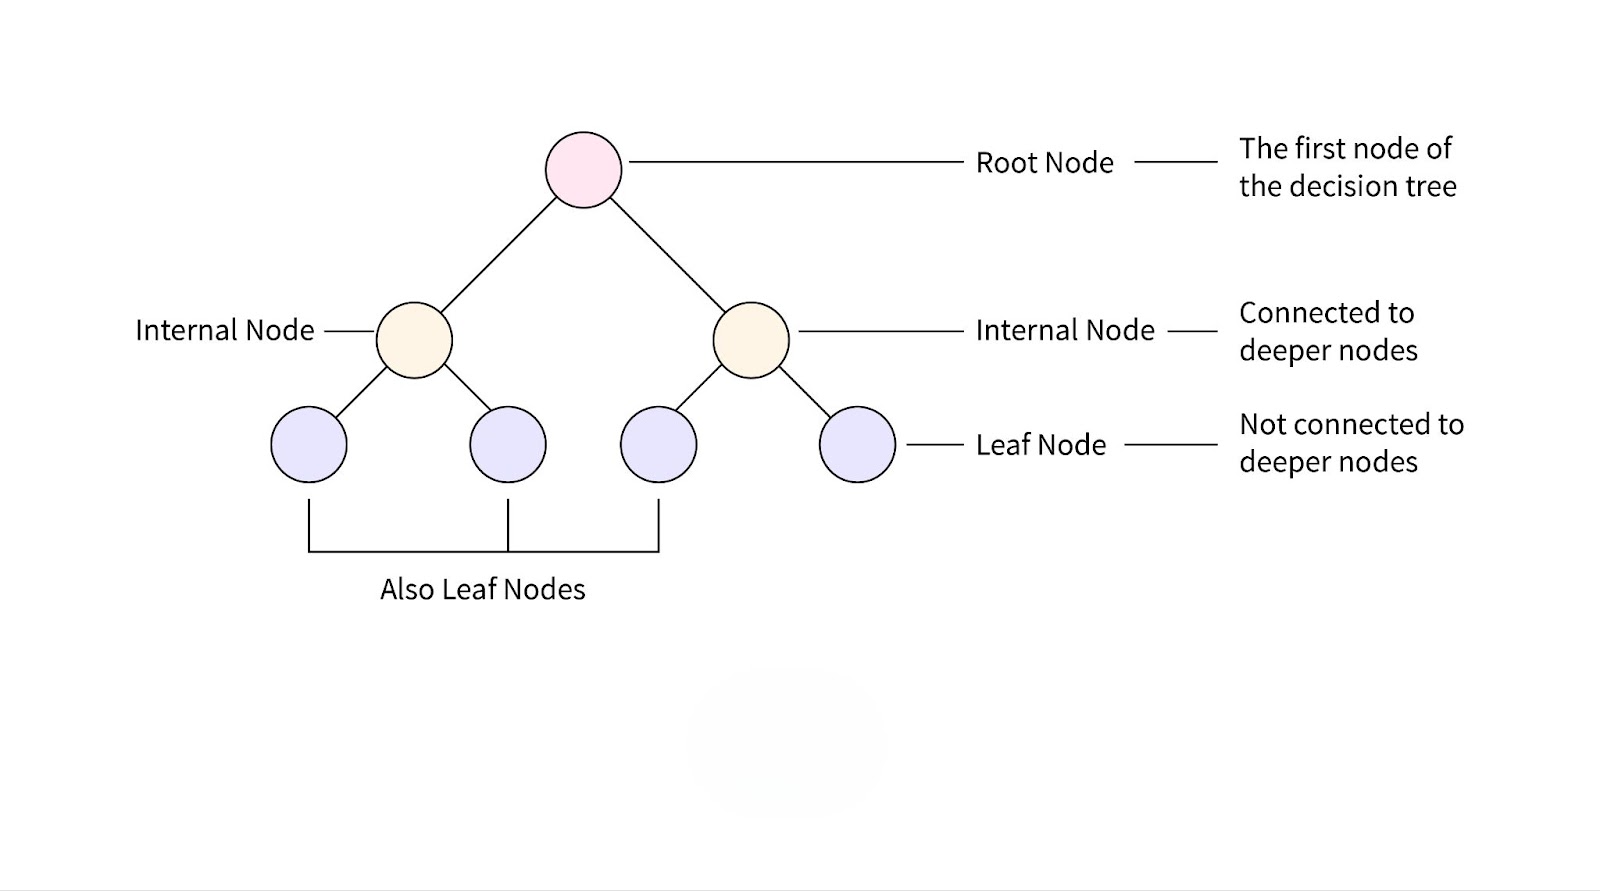 Root Node
The first node of
the decision tree
Internal Node
Internal Node
Connected to
deeper nodes
Leaf Node
Not connected to
deeper nodes
Also Leaf Nodes